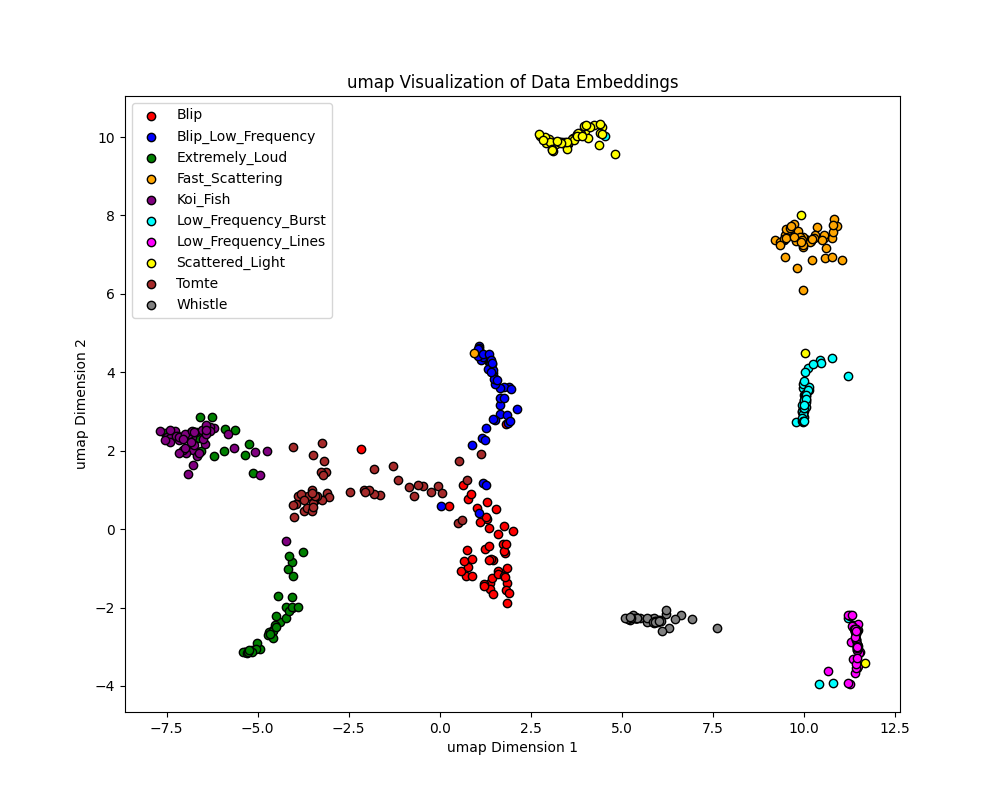 umap Visualization of Data Embeddings
Blip
Blip_Low_Frequency
Extremely_Loud
Fast_Scattering
Koi_Fish
Low_Frequency_Burst
Low_Frequency_Lines
Scattered_Light
Tomte
Whistle
10
8
6
4
2
0
−2
−4
umap Dimension 2
−7.5 −5.0 −2.5 0.0 2.5 5.0 7.5 10.0 12.5
umap Dimension 1